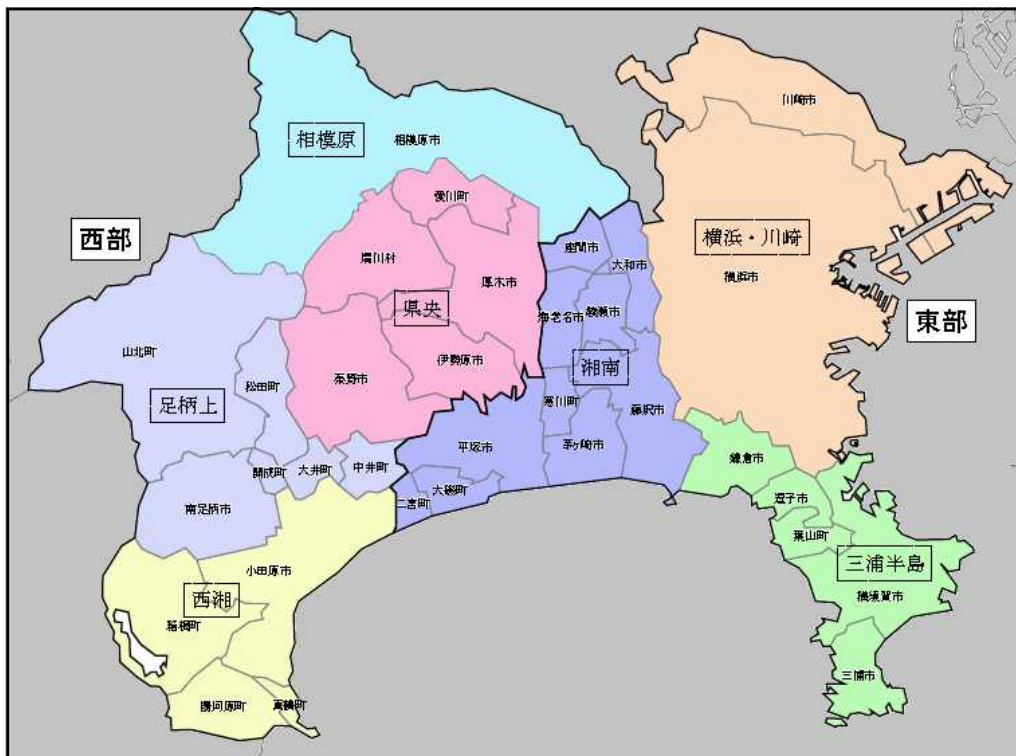 川崎市
相模原
相模原市
愛川町
横浜・川崎
西部
座間市
大和市
清川村
厚木市
横浜市
県央
海老名市
綾瀬市
東部
山北町
伊勢原市
湘南
秦野市
松田町
足柄上
寒川町
藤沢市
平塚市
茅ヶ崎市
鎌倉市
開成町
大井町
中井町
大磯町
二宮町
逗子市
南足柄市
葉山町
三浦半島
小田原市
西湘
横須賀市
箱根町
三浦市
湯河原町
真鶴町